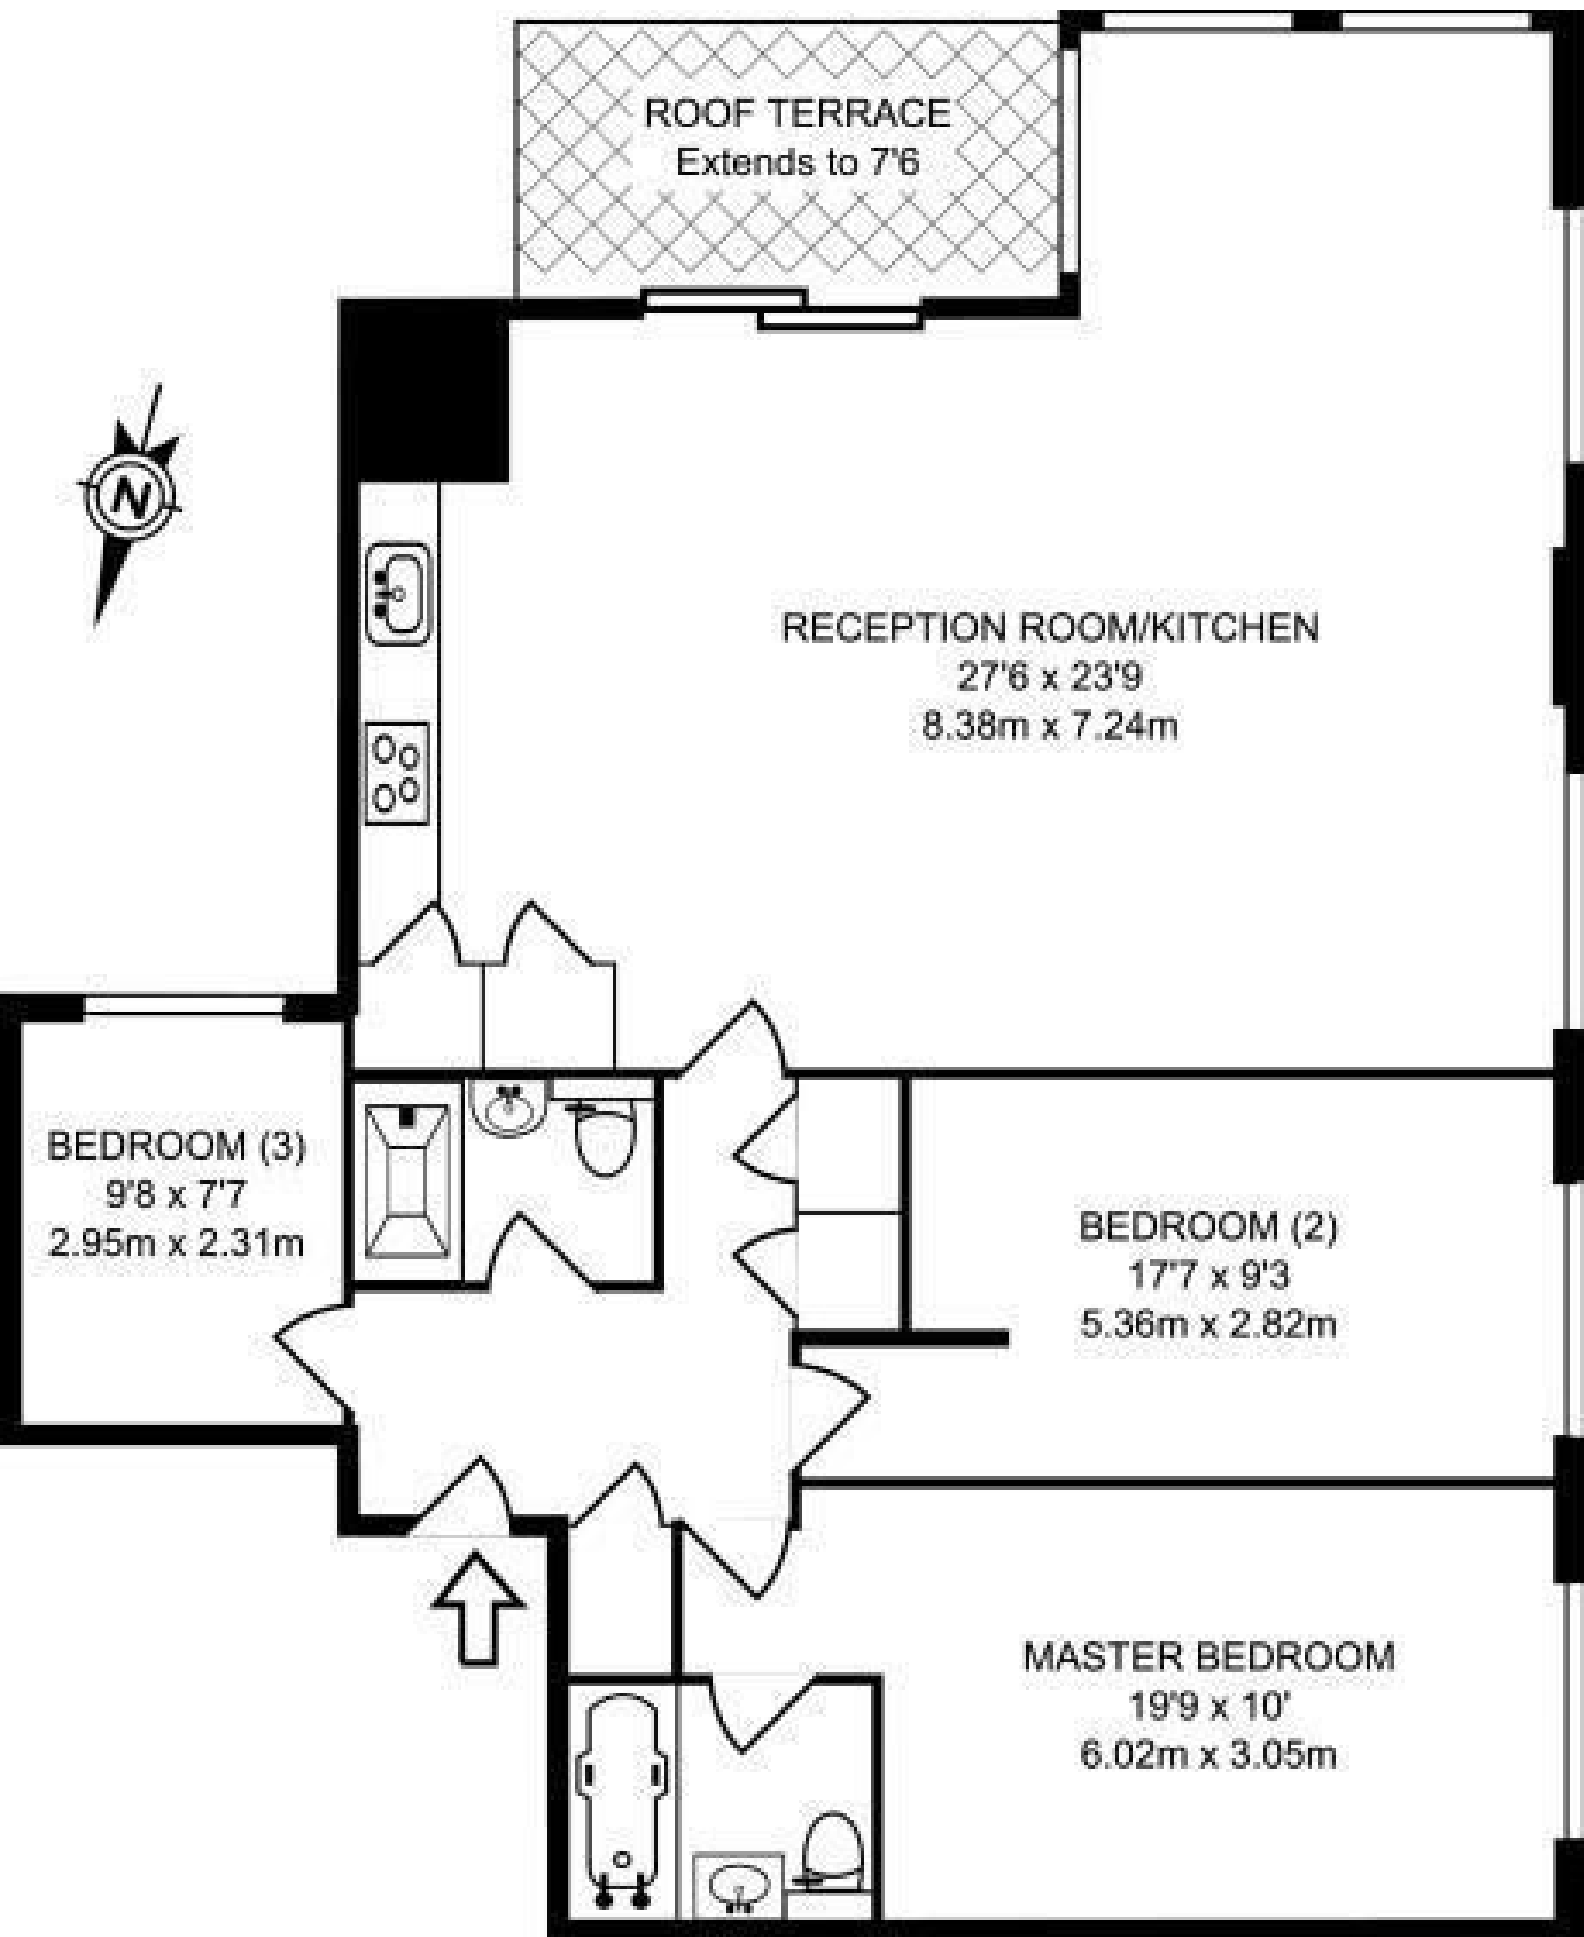 ROOF TERRACE
Extends to 7'6
N
RECEPTION ROOM/KITCHEN
27'6 x 23'9
8.38m x 7.24m
BEDROOM (3)
9'8 x 7'7
2.95m x 2.31m
BEDROOM (2)
17'7 x 9'3
5.36m x 2.82m
MASTER BEDROOM
19'9 x 10'
6.02m x 3.05m